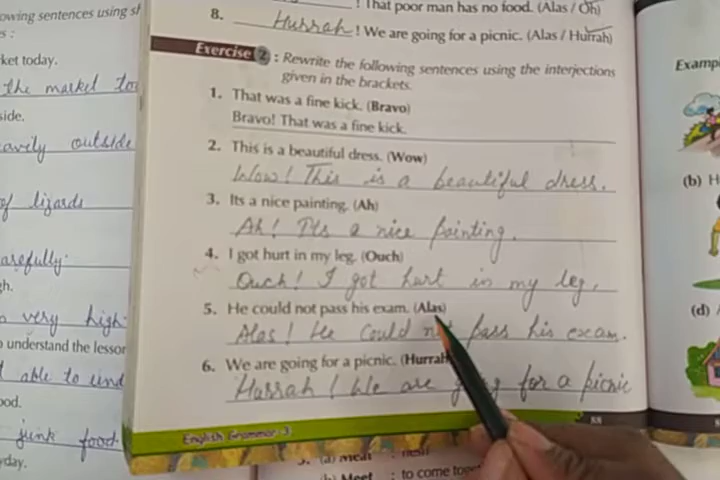 ! That poor man has no food. (Alas / Oh)
8. Hurrah ! We are going for a picnic. (Alas / Hurrah)
Exercise 2 : Rewrite the following sentences using the interjections
given in the brackets.
1. That was a fine kick. (Bravo)
Bravo! That was a fine kick.
2. This is a beautiful dress. (Wow)
Wow! This is a beautiful dress.
3. Its a nice painting. (Ah)
Ah! Its a nice painting.
4. I got hurt in my leg. (Ouch)
Ouch! I got hurt in my leg.
5. He could not pass his exam. (Alas)
Alas! He could not pass his exam.
6. We are going for a picnic. (Hurrah
Hurrah! We are going for a picnic
88
English Grammar 3
owing sentences using
s :
ket today.
the market
side.
avily outside
of lizards
arefully.
gh.
very high.
understand the lesson
able to
ood.
junk food
yday.
(a) Meat
(b) Meet : to come
(b) H
(d)